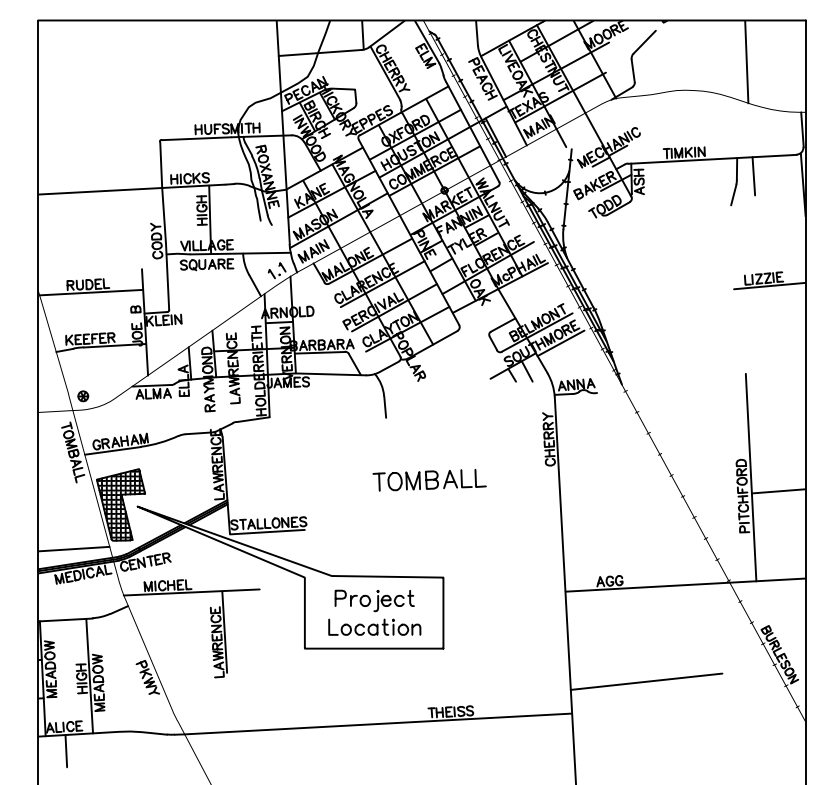 CHERRY
ELM
PEACH
LIVEOAK
CHESTNUT
MOORE
PECAN
BIRCH
HICKORY
INWOOD
EPPES
OXFORD
HOUSTON
COMMERCE
TEXAS
MAIN
HUFSMITH
ROXANNE
MAGNOLIA
MECHANIC
TIMKIN
BAKER
TODD
ASH
HICKS
HIGH
KANE
MASON
MAIN
MARKET
WALNUT
FANNIN
TYLER
FLORENCE
McPHAIL
PINE
OAK
CODY
VILLAGE
SQUARE
1.1
MALONE
CLARENCE
PERCIVAL
CLAYTON
POPLAR
RUDEL
JOE B
KLEIN
KEEFER
ARNOLD
BARBARA
VERNON
HOLDERRIETH
LAWRENCE
RAYMOND
ELLA
ALMA
JAMES
BELMONT
SOUTHMORE
LIZZIE
ANNA
CHERRY
TOMBALL
GRAHAM
LAWRENCE
TOMBALL
PITCHFORD
STALLONES
MEDICAL CENTER
MICHEL
Project
Location
AGG
LAWRENCE
BURLESON
MEADOW
HIGH
MEADOW
PKWY
ALICE
THEISS